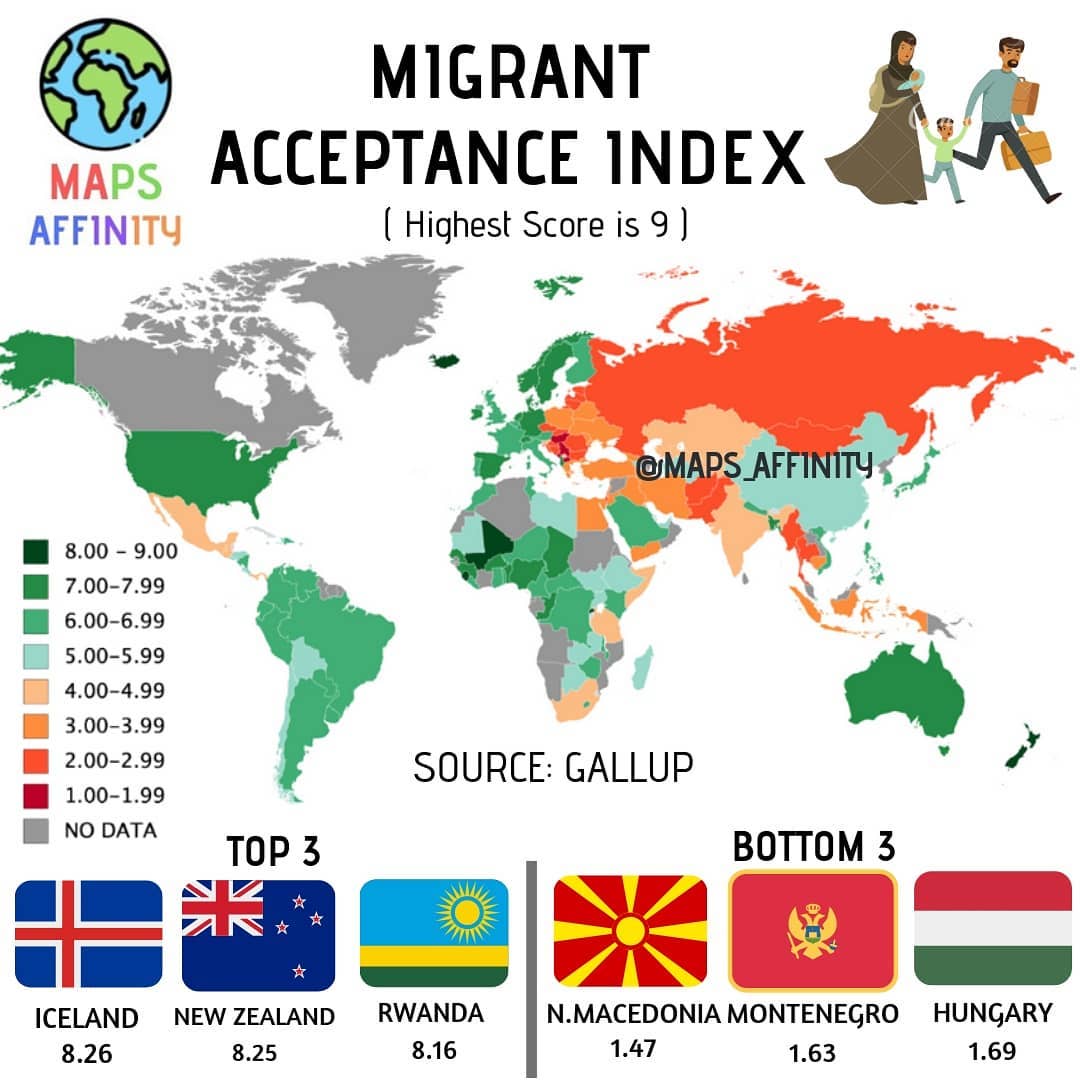 MAPS
AFFINITY
MIGRANT
ACCEPTANCE INDEX
( Highest Score is 9 )
@MAPS_AFFINITY
8.00 - 9.00
7.00-7.99
6.00-6.99
5.00-5.99
4.00-4.99
3.00-3.99
2.00-2.99
1.00-1.99
NO DATA
SOURCE: GALLUP
TOP 3
ICELAND
8.26
NEW ZEALAND
8.25
RWANDA
8.16
BOTTOM 3
N.MACEDONIA
1.47
MONTENEGRO
1.63
HUNGARY
1.69